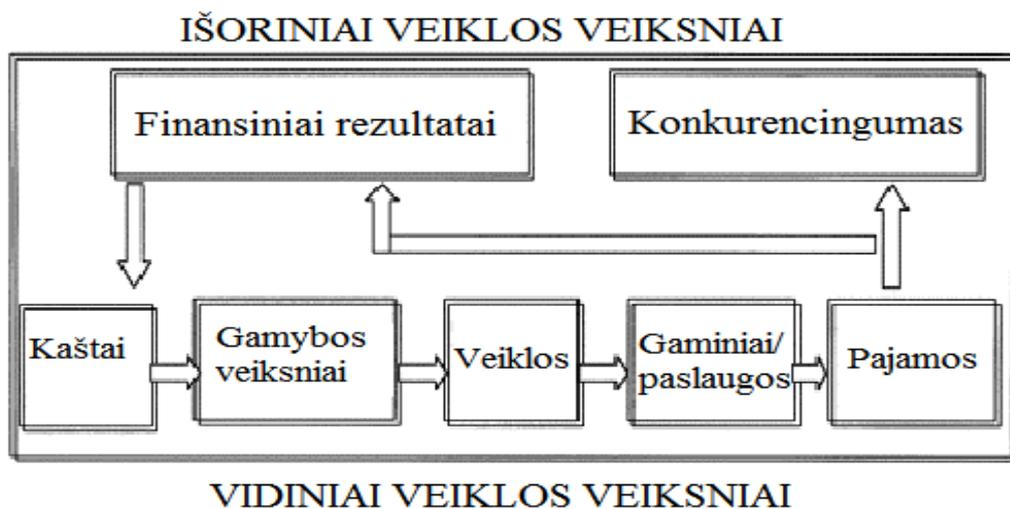 IŠORINIAI VEIKLOS VEIKSNIAI
Finansiniai rezultatai
Konkurencingumas
Kaštai
Gamybos
veiksniai
Veiklos
Gaminiai/
paslaugos
Pajamos
VIDINIAI VEIKLOS VEIKSNIAI